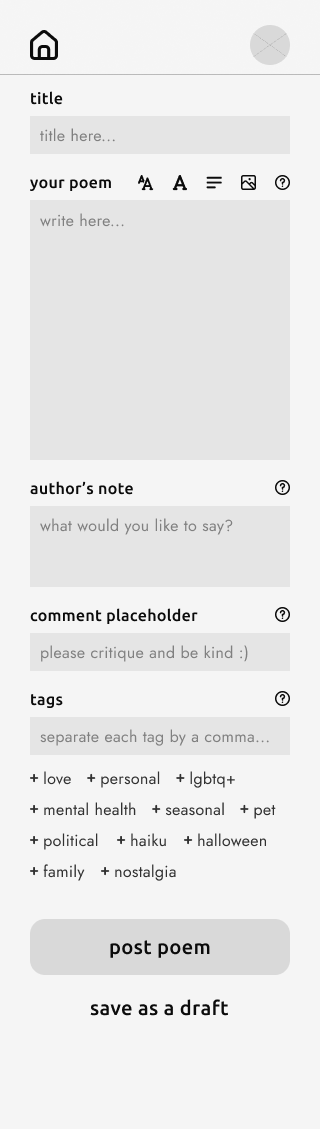 title
title here...
your poem
write here...
author's note
what would you like to say?
comment placeholder
please critique and be kind :)
tags
separate each tag by a comma...
+ love + personal + lgbtq+
+ mental health + seasonal + pet
+ political + haiku + halloween
+ family + nostalgia
post poem
save as a draft